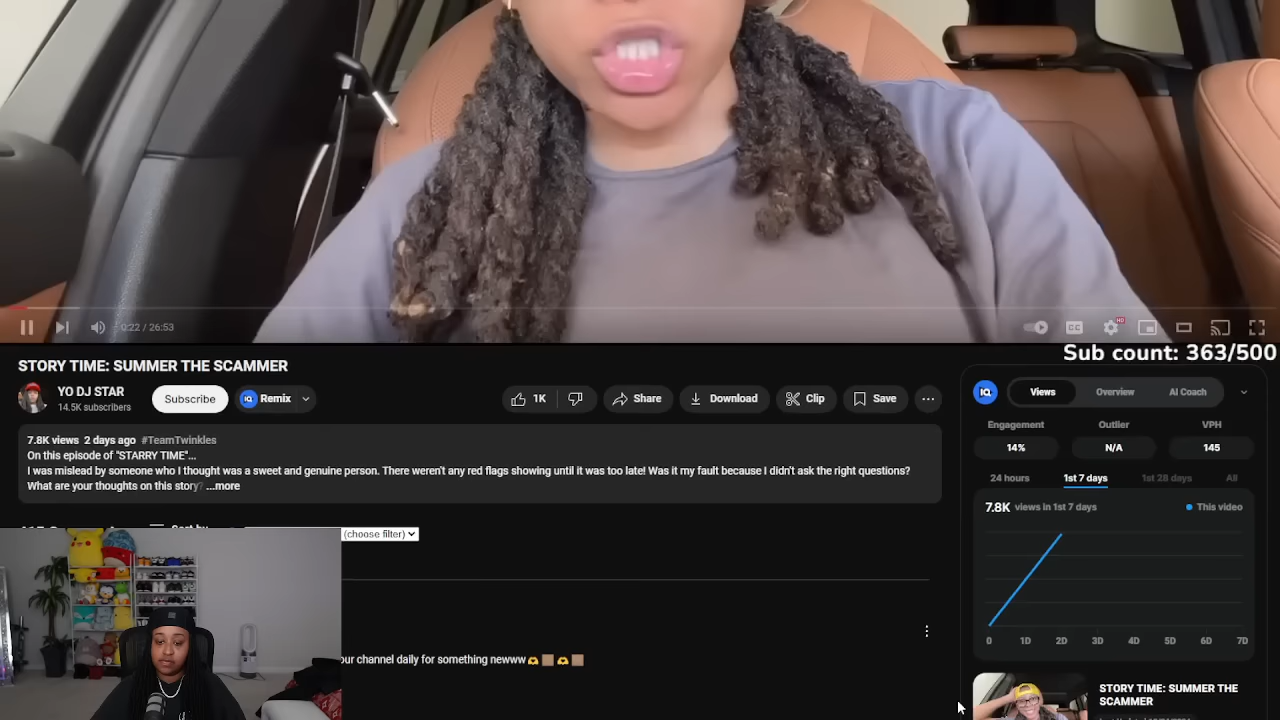 0:22 / 26:53
CC
HD
Sub count: 363/500
STORY TIME: SUMMER THE SCAMMER
YO DJ STAR
14.5K subscribers
Subscribe
IQ Remix
1K
Share
Download
Clip
Save
7.8K views 2 days ago #TeamTwinkles
On this episode of "STARRY TIME"...
I was mislead by someone who I thought was a sweet and genuine person. There weren't any red flags showing until it was too late! Was it my fault because I didn't ask the right questions?
What are your thoughts on this story? ...more
Sort by
(choose filter)
our channel daily for something newww
IQ
Views Overview AI Coach
Engagement Outlier VPH
14% N/A 145
24 hours 1st 7 days 1st 28 days All
7.8K views in 1st 7 days This video
0 1D 2D 3D 4D 5D 6D 7D
STORY TIME: SUMMER THE
SCAMMER